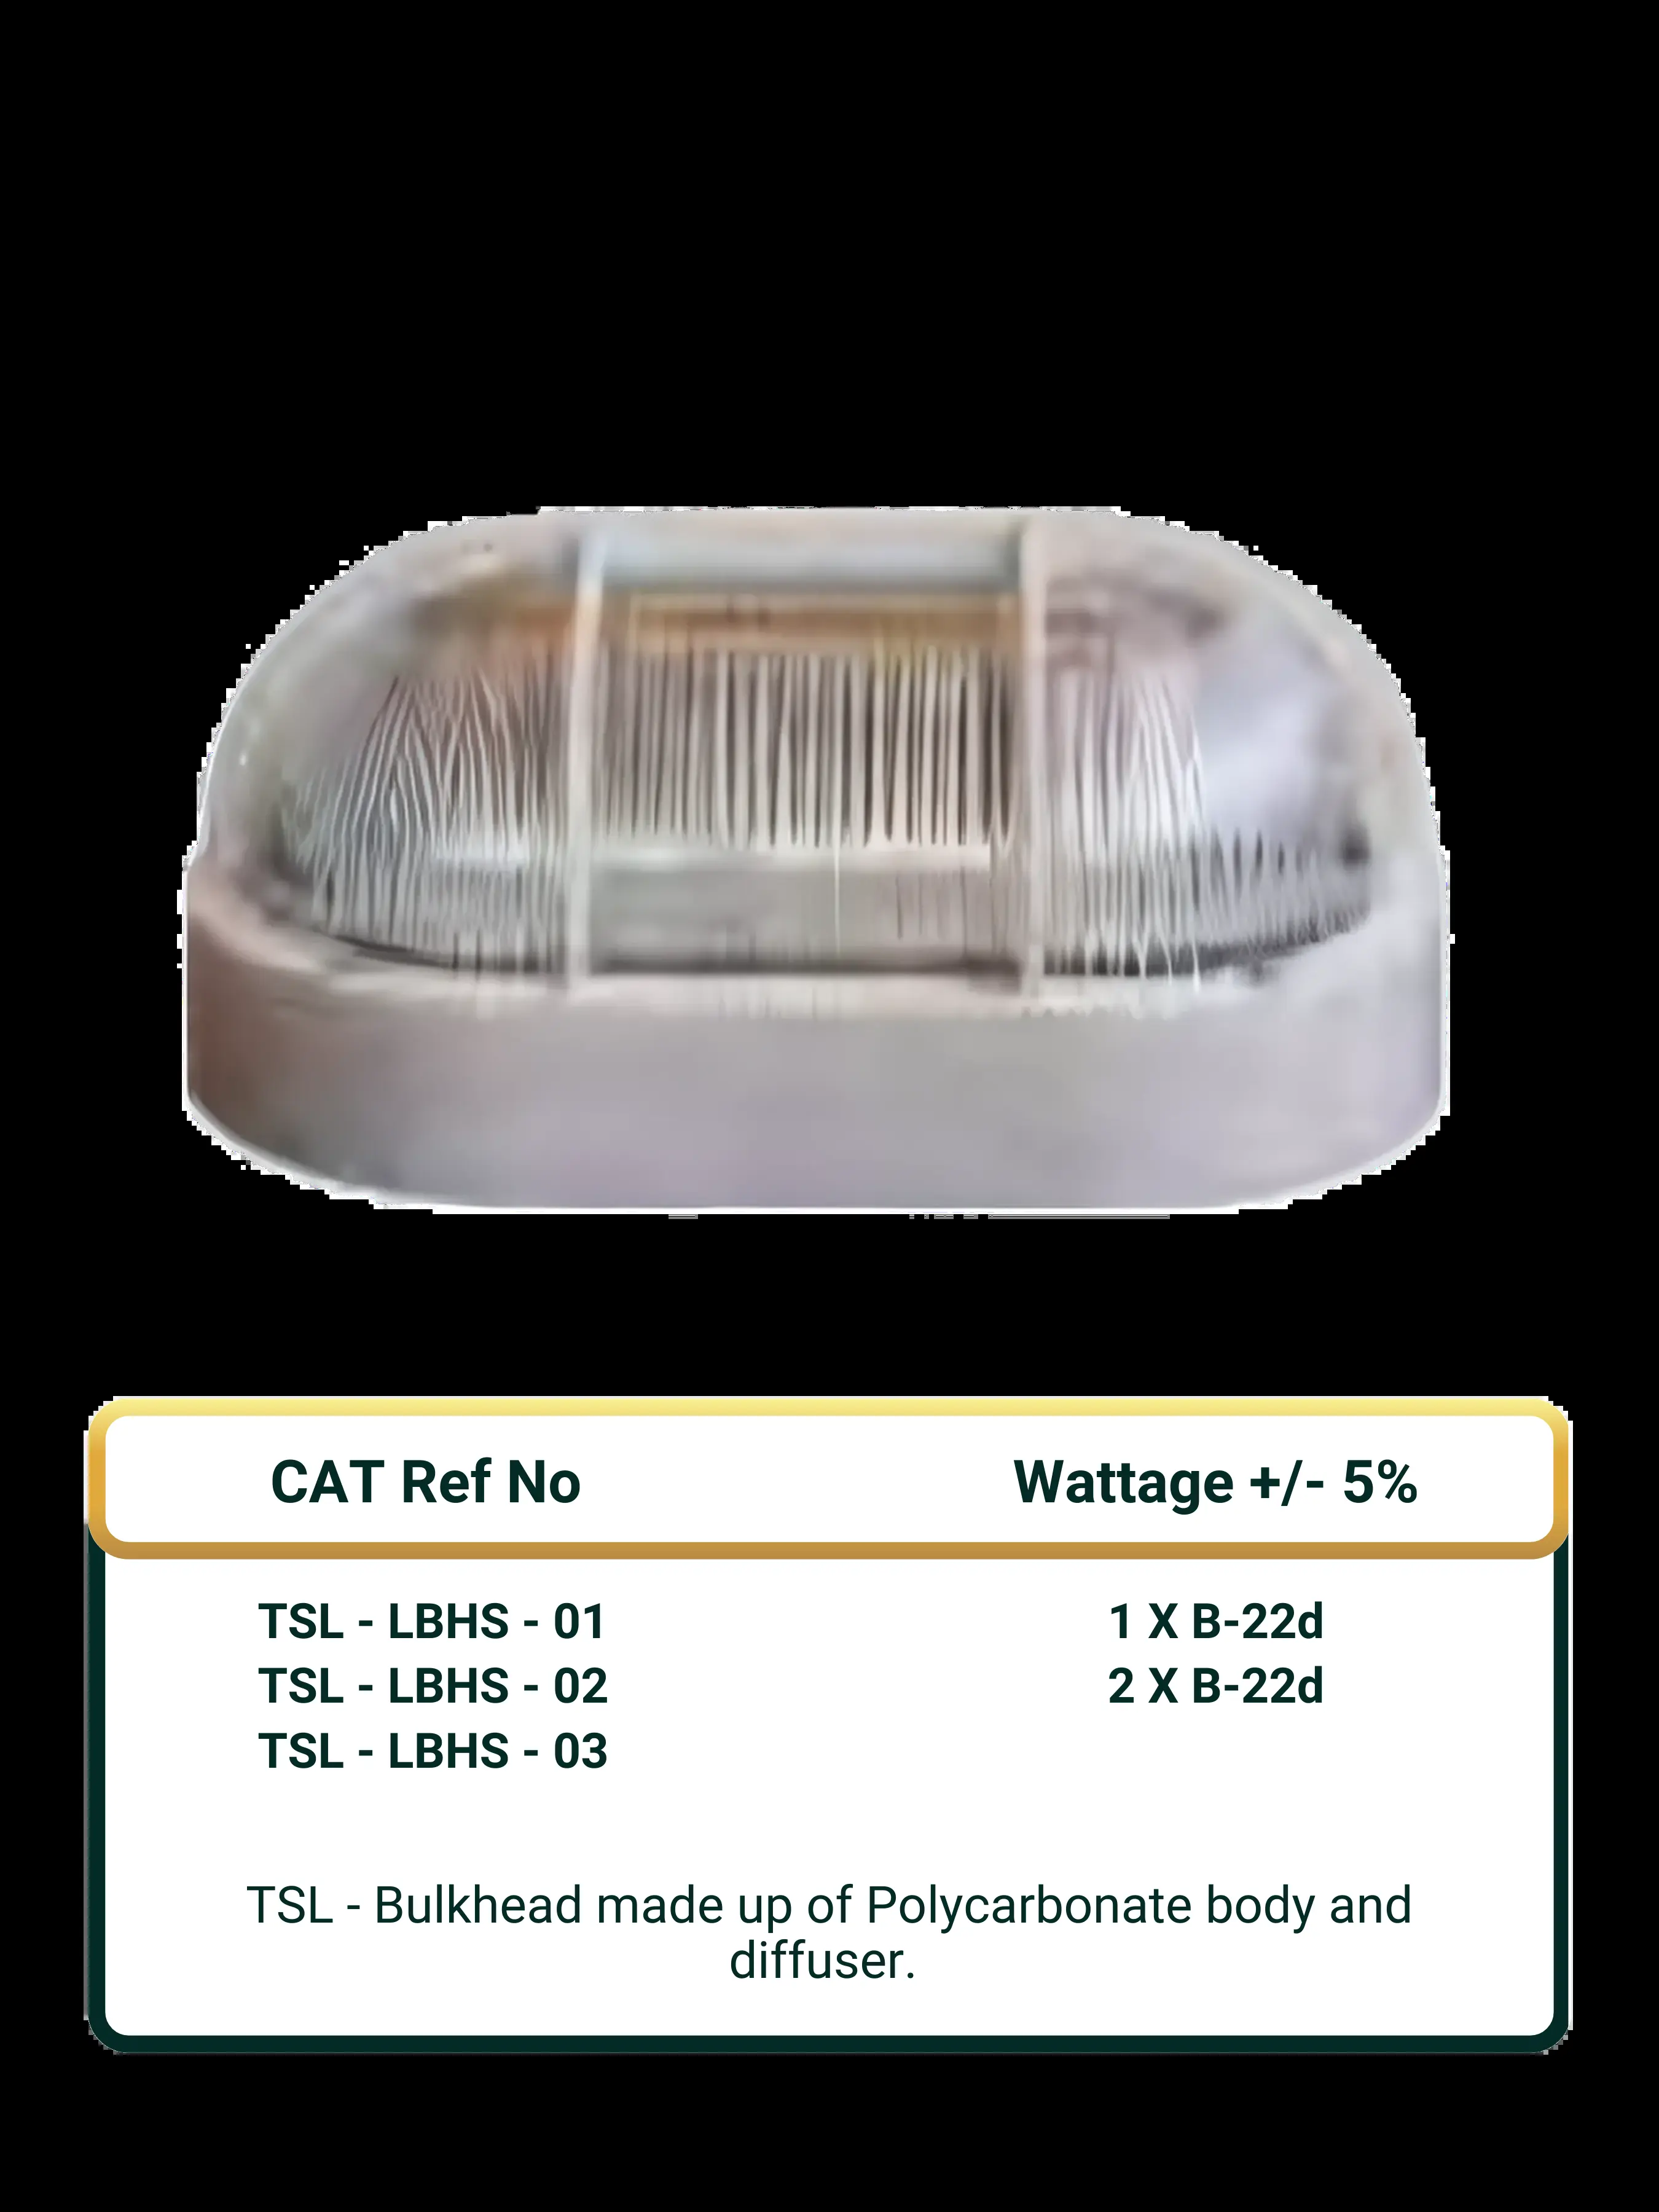 CAT Ref No Wattage +/- 5%
TSL - LBHS - 01 1 X B-22d
TSL - LBHS - 02 2 X B-22d
TSL - LBHS - 03
TSL - Bulkhead made up of Polycarbonate body and
diffuser.